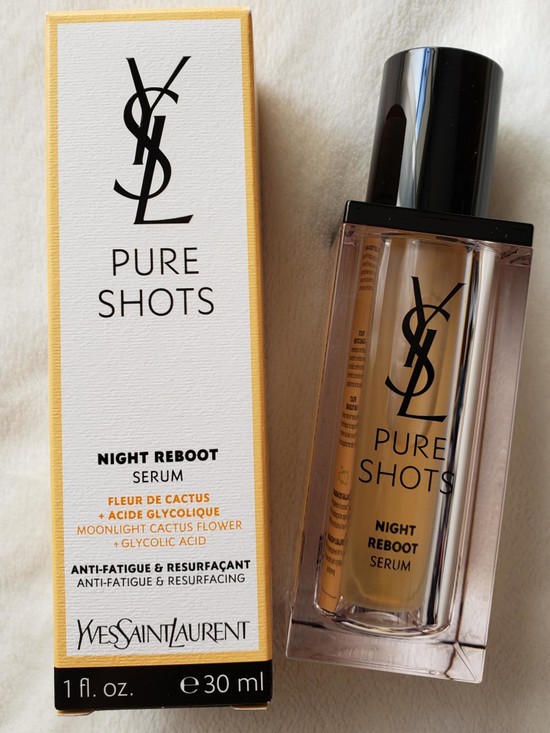 YSL
PURE
SHOTS
NIGHT REBOOT
SERUM
FLEUR DE CACTUS
+ ACIDE GLYCOLIQUE
MOONLIGHT CACTUS FLOWER
+ GLYCOLIC ACID
ANTI-FATIGUE & RESURFAÇANT
ANTI-FATIGUE & RESURFACING
YVESSAINTLAURENT
1 fl. oz. ℮ 30 ml
YSL
PURE
SHOTS
NIGHT
REBOOT
SERUM